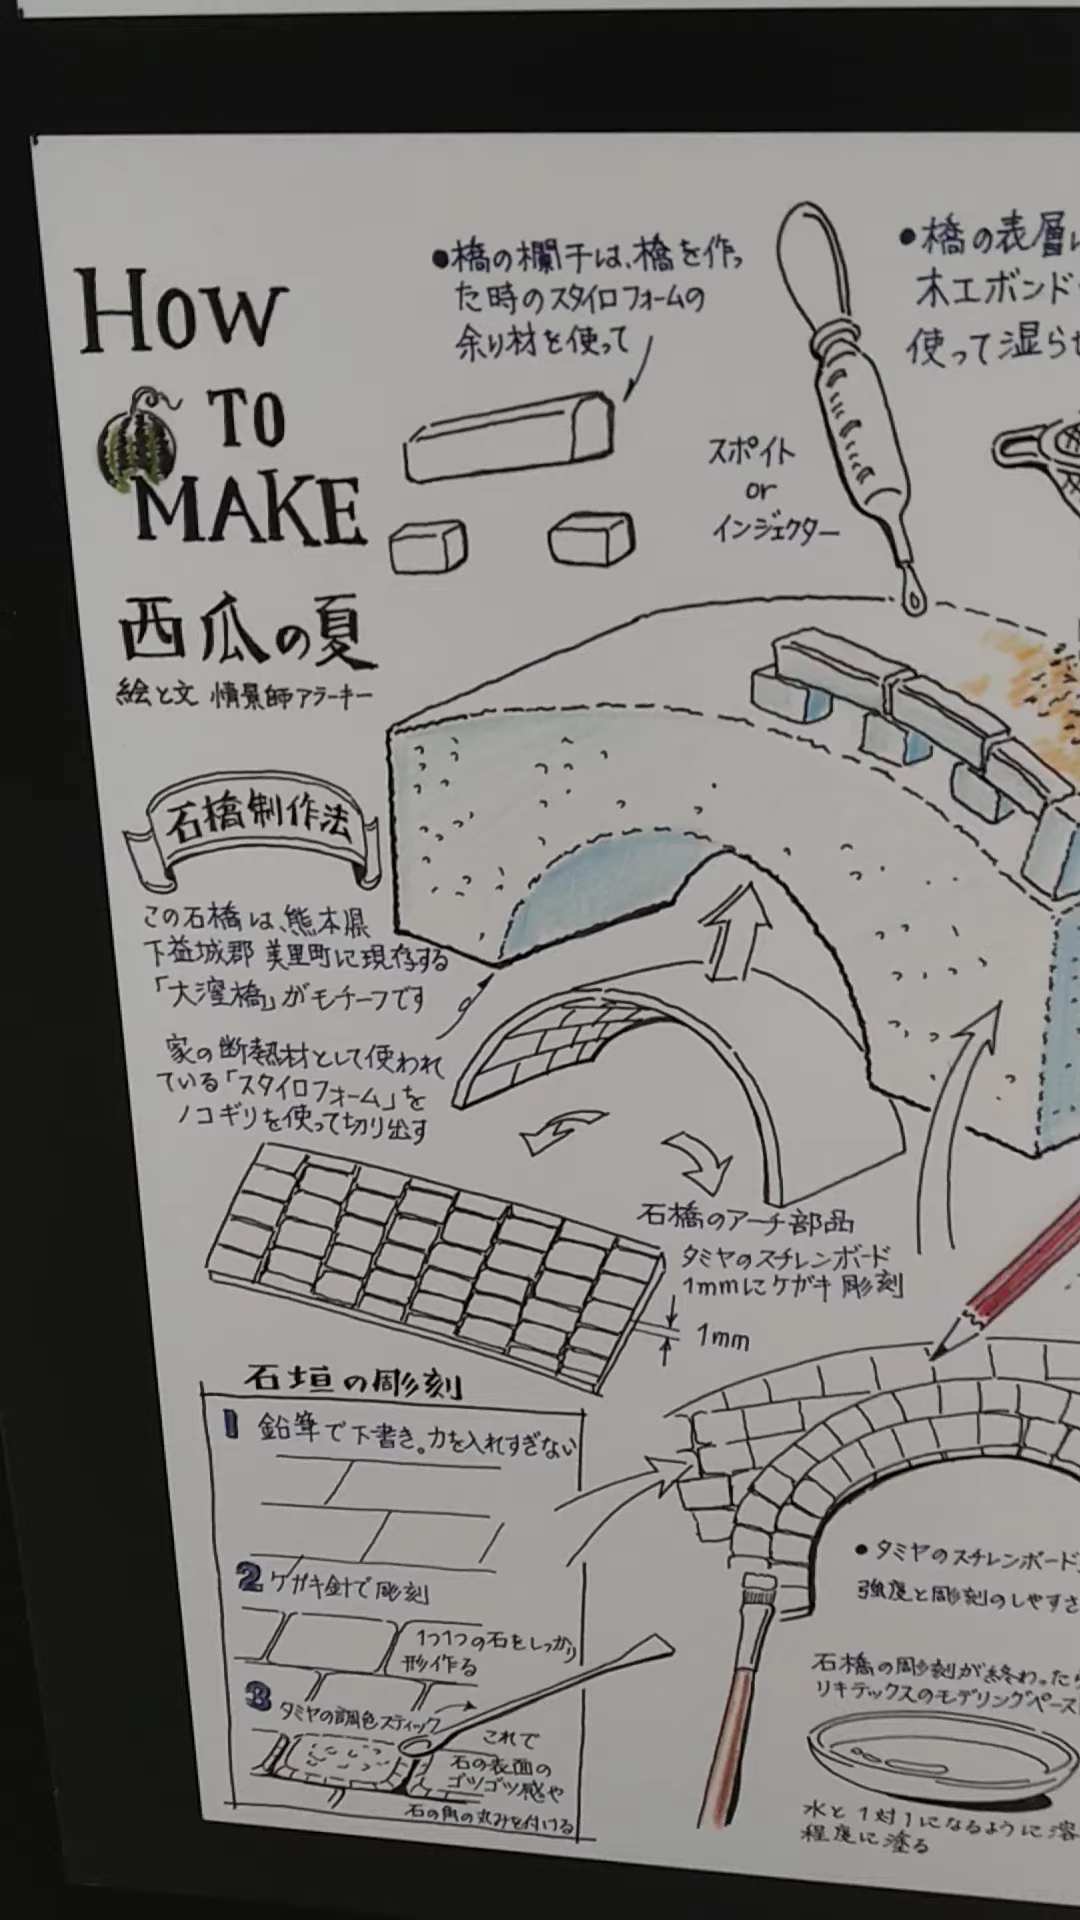 How
TO
MAKE
西瓜の夏
絵と文 情景師アラーキー
●橋の欄干は、橋を作っ
た時のスタイロフォームの
余り材を使って
スポイト
or
インジェクター
●橋の表層
木工ボンド
使って湿らせ
石橋制作法
この石橋は、熊本県
下益城郡 美里町に現存する
「大窪橋」がモチーフです
家の断熱材として使われ
ている「スタイロフォーム」を
ノコギリを使って切り出す
石橋のアーチ部品
タミヤのスチレンボード
1mmにケガキ彫刻
1mm
石垣の彫刻
1 鉛筆で下書き。力を入れすぎない
2 ケガキ針で彫刻
1つ1つの石をしっかり
形作る
3 タミヤの調色スティック
これで
石の表面の
ゴツゴツ感や
石の角の丸みを付ける
●タミヤのスチレンボード
強度と彫刻のしやすさ
石橋の彫刻が終わったら
リキテックスのモデリングペース
水と1対1になるように溶
程度に塗る